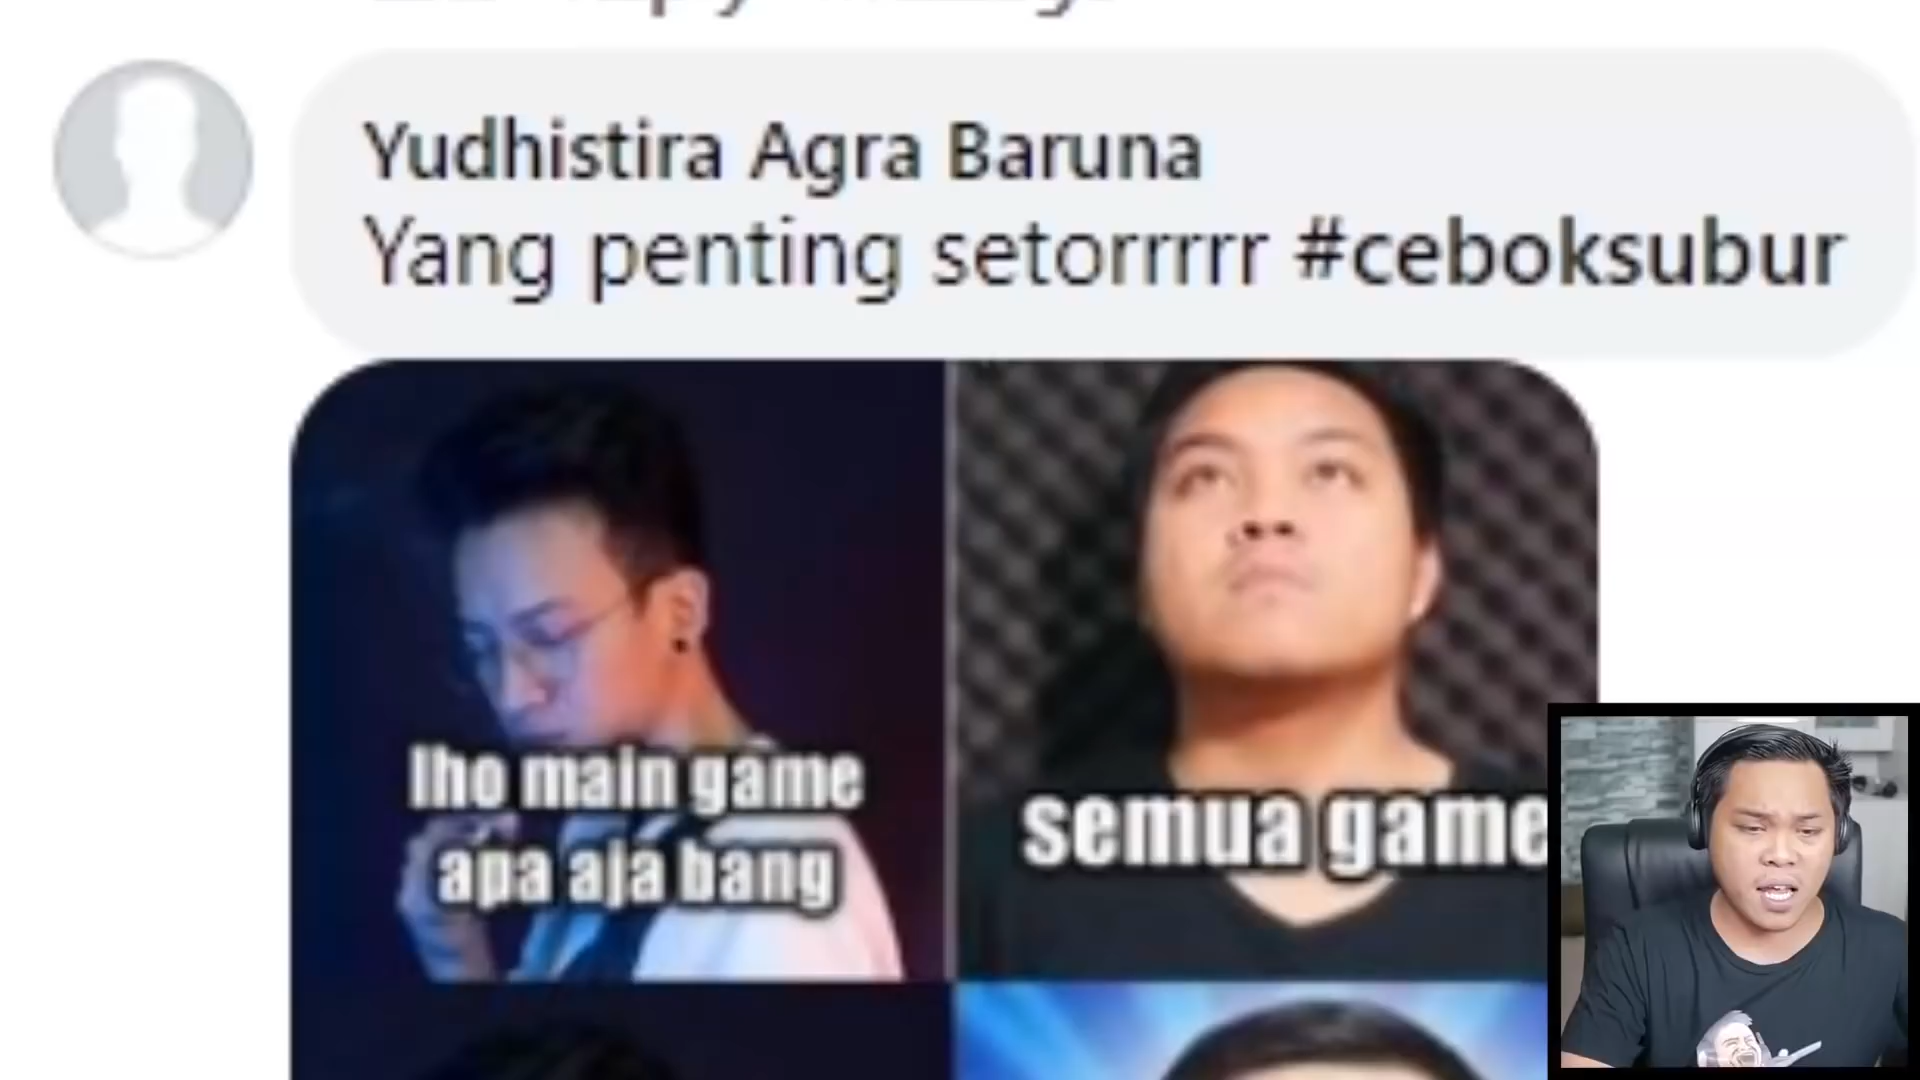 Yudhistira Agra Baruna
Yang penting setorrrrr #ceboksubur
lho main game
apa aja bang
semua game